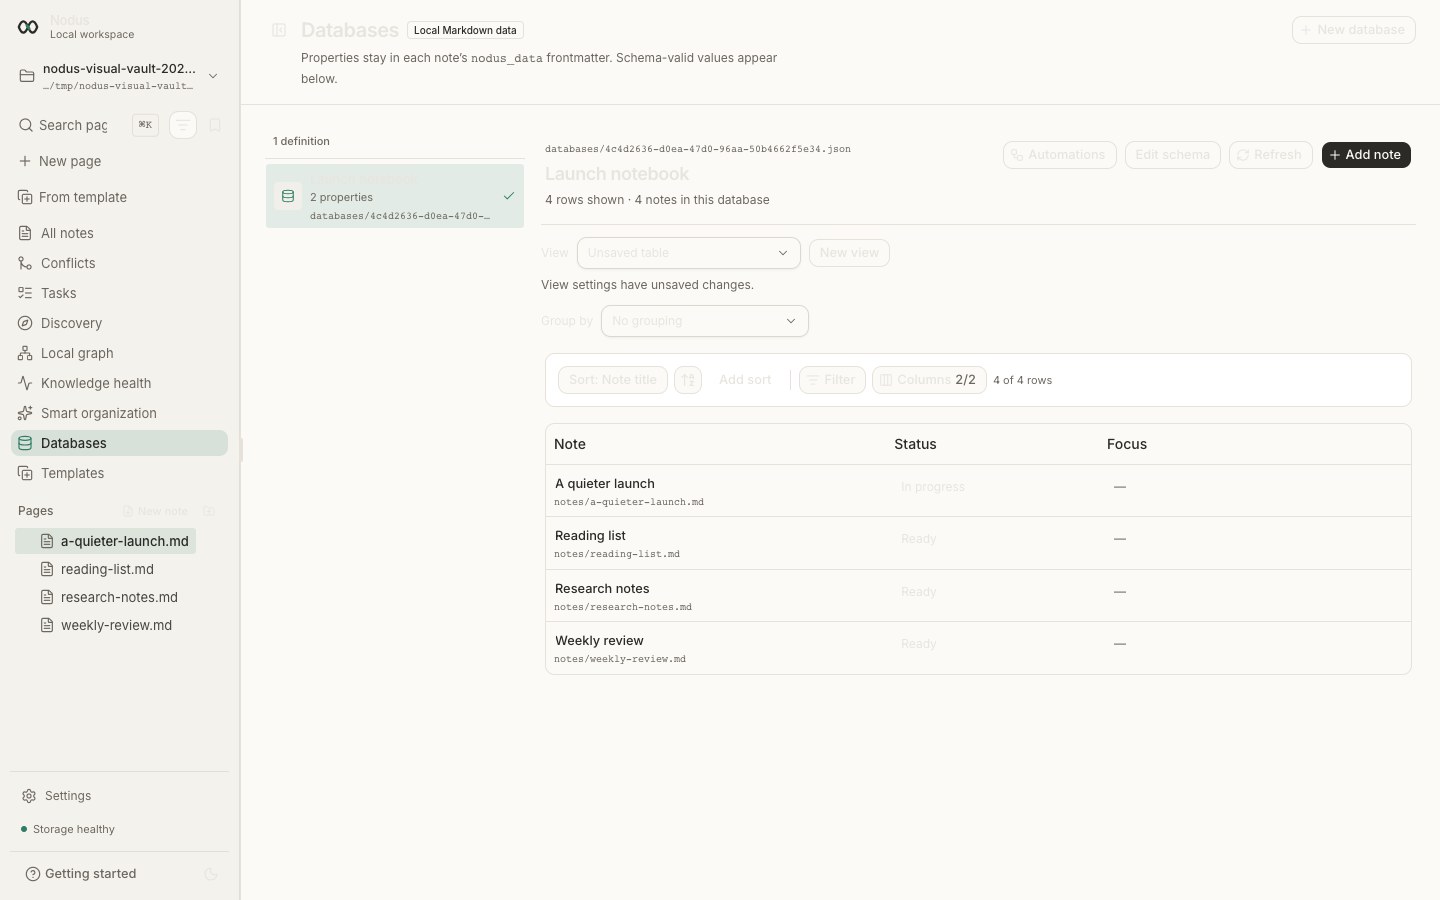 Nodus
Local workspace
nodus-visual-vault-202...
…/tmp/nodus-visual-vault…
Search pag
⌘K
New page
From template
All notes
Conflicts
Tasks
Discovery
Local graph
Knowledge health
Smart organization
Databases
Templates
Pages
New note
a-quieter-launch.md
reading-list.md
research-notes.md
weekly-review.md
Settings
Storage healthy
Getting started
Databases
Local Markdown data
New database
Properties stay in each note’s nodus_data frontmatter. Schema-valid values appear
below.
1 definition
Launch notebook
2 properties
databases/4c4d2636-d0ea-47d0-…
databases/4c4d2636-d0ea-47d0-96aa-50b4662f5e34.json
Launch notebook
4 rows shown · 4 notes in this database
Automations
Edit schema
Refresh
Add note
View
Unsaved table
New view
View settings have unsaved changes.
Group by
No grouping
Sort: Note title
Add sort
Filter
Columns 2/2
4 of 4 rows
Note Status Focus
A quieter launch
notes/a-quieter-launch.md
In progress
—
Reading list
notes/reading-list.md
Ready
—
Research notes
notes/research-notes.md
Ready
—
Weekly review
notes/weekly-review.md
Ready
—